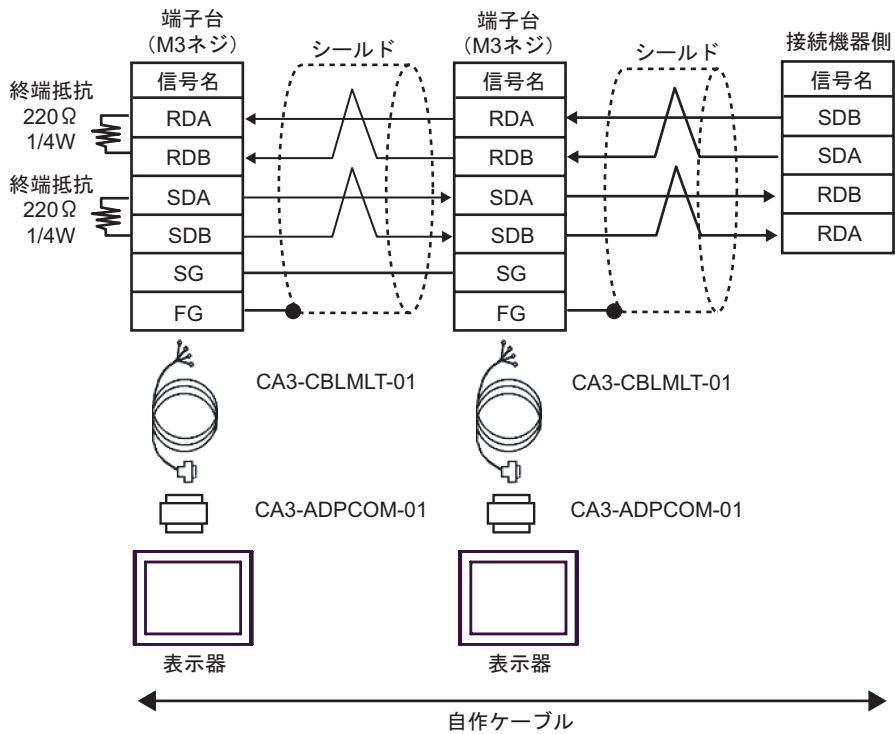 端子台
（M3ネジ）
シールド
端子台
（M3ネジ）
シールド
接続機器側
終端抵抗
220Ω
1/4W
終端抵抗
220Ω
1/4W
信号名
RDA
RDB
SDA
SDB
SG
FG
信号名
RDA
RDB
SDA
SDB
SG
FG
信号名
SDB
SDA
RDB
RDA
CA3-CBLMLT-01
CA3-CBLMLT-01
CA3-ADPCOM-01
CA3-ADPCOM-01
表示器
表示器
自作ケーブル